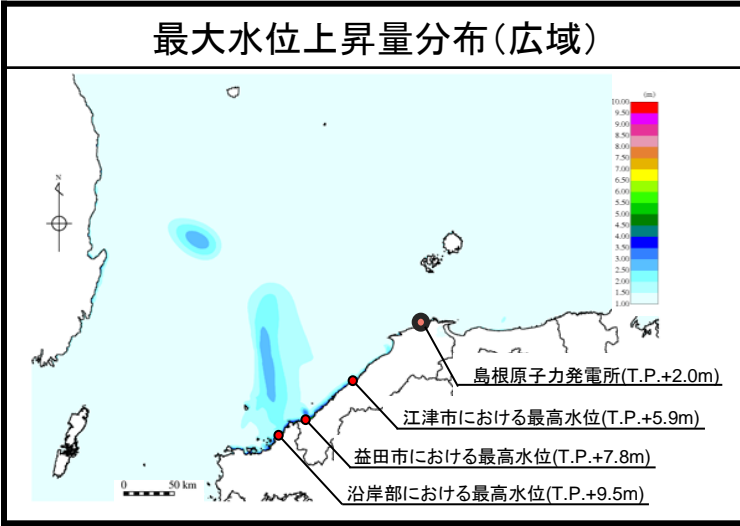 最大水位上昇量分布(広域)
(m)
10.00
9.50
9.00
8.50
8.00
7.50
7.00
6.50
6.00
5.50
5.00
4.50
4.00
3.50
3.00
2.50
2.00
1.50
1.00
N
島根原子力発電所(T.P.+2.0m)
江津市における最高水位(T.P.+5.9m)
益田市における最高水位(T.P.+7.8m)
沿岸部における最高水位(T.P.+9.5m)
0 50 km